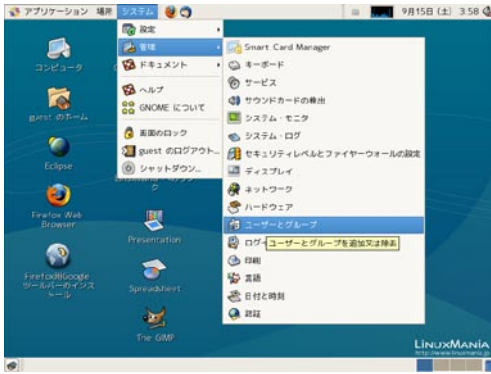 アプリケーション 場所 システム
9月15日 (土) 3:58
設定
管理
ドキュメント
ヘルプ
GNOME について
画面のロック
guest のログアウト...
シャットダウン...
Smart Card Manager
キーボード
サービス
サウンドカードの検出
システム・モニタ
システム・ログ
セキュリティレベルとファイヤーウォールの設定
ディスプレイ
ネットワーク
ハードウェア
ユーザーとグループ
ログイ
ユーザーとグループを追加又は除去
印刷
言語
日付と時刻
認証
コンピュータ
guest のホーム
Eclipse
Firefox Web
Browser
Presentation
Firefox用Google
ツールバーのインス
トール
Spreadsheet
The GIMP
LinuxMania
http://www.linuxmania.jp